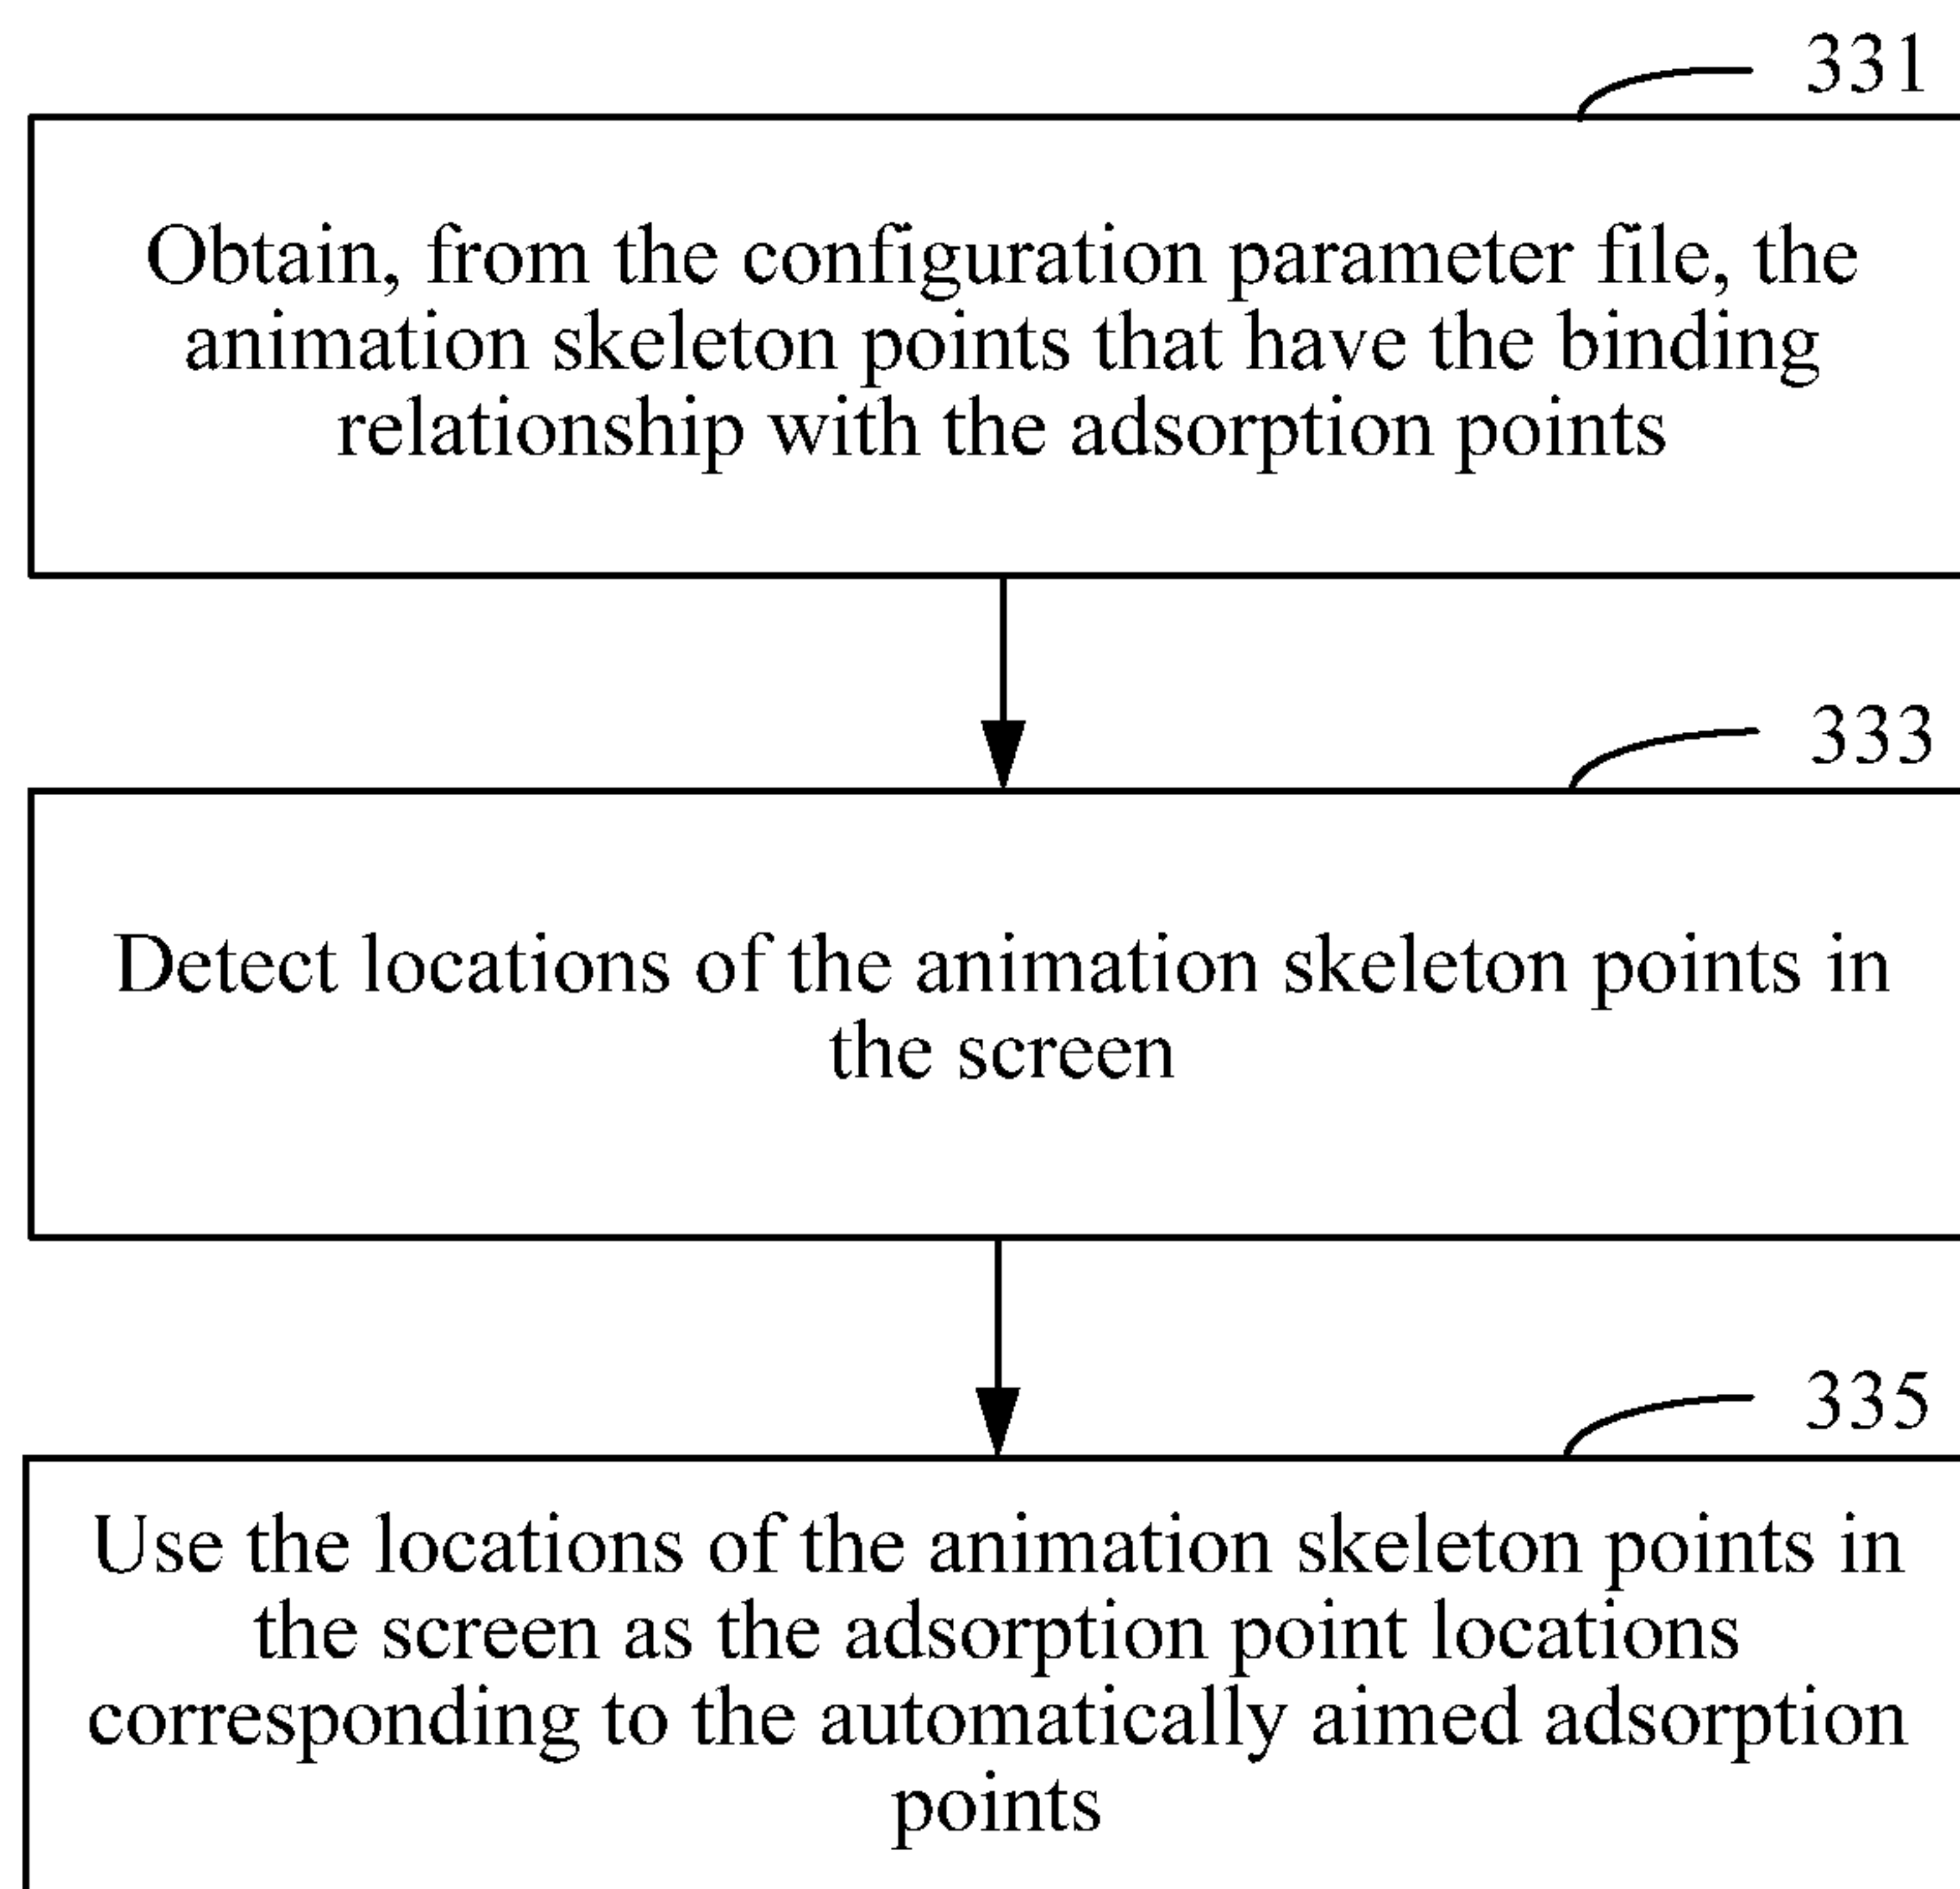 331
Obtain, from the configuration parameter file, the
animation skeleton points that have the binding
relationship with the adsorption points
333
Detect locations of the animation skeleton points in
the screen
335
Use the locations of the animation skeleton points in
the screen as the adsorption point locations
corresponding to the automatically aimed adsorption
points